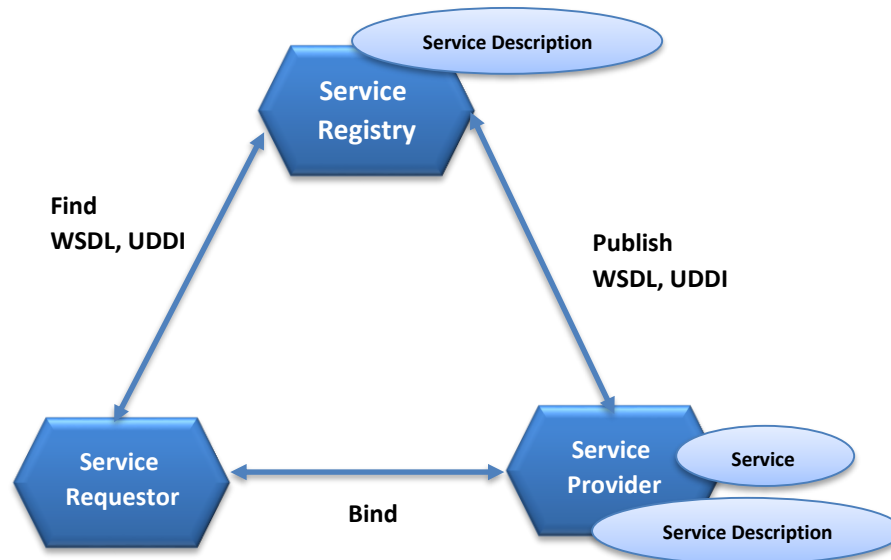 Service Description
Service
Registry
Find
WSDL, UDDI
Publish
WSDL, UDDI
Service
Requestor
Bind
Service
Provider
Service
Service Description